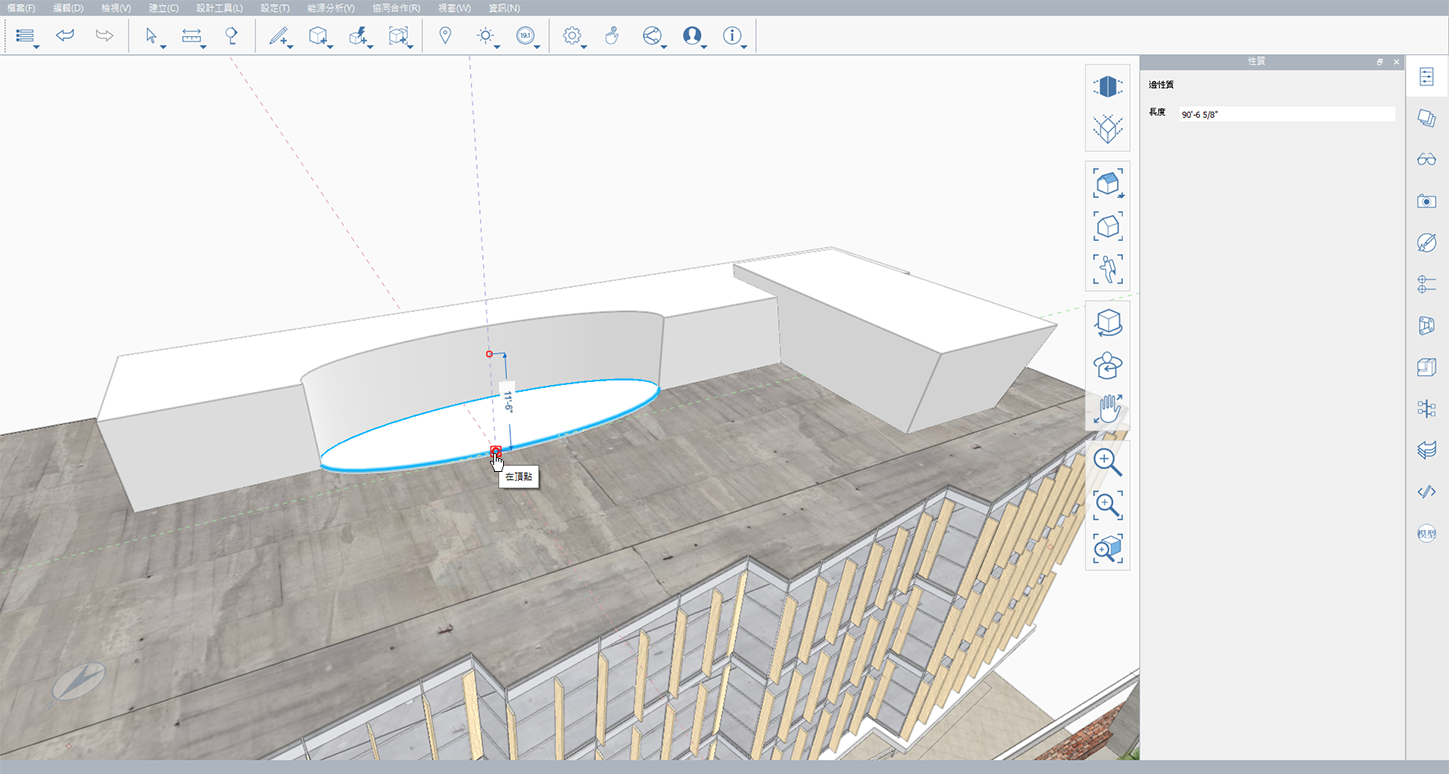 檔案(F) 編輯(D) 檢視(V) 建立(C) 設計工具(L) 設定(T) 能源分析(Y) 協同合作(R) 視窗(W) 資訊(N)
19.1
性質
邊性質
長度 90'-6 5/8"
11'-6"
在頂點
模型